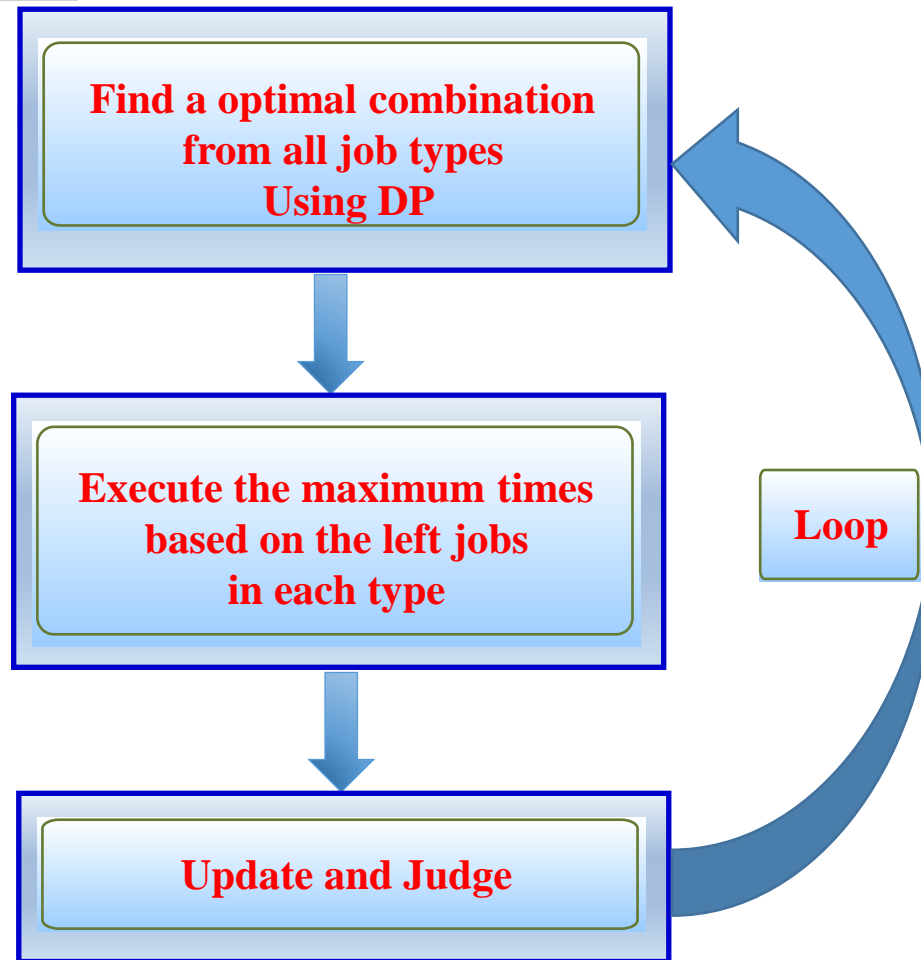 Find a optimal combination
from all job types
Using DP
Execute the maximum times
based on the left jobs
in each type
Loop
Update and Judge